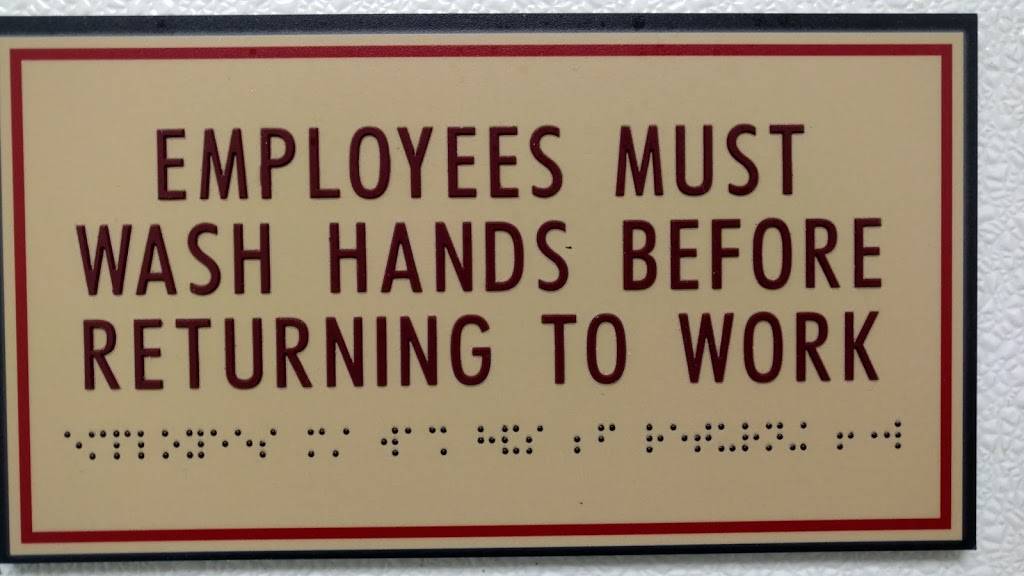 EMPLOYEES MUST
WASH HANDS BEFORE
RETURNING TO WORK